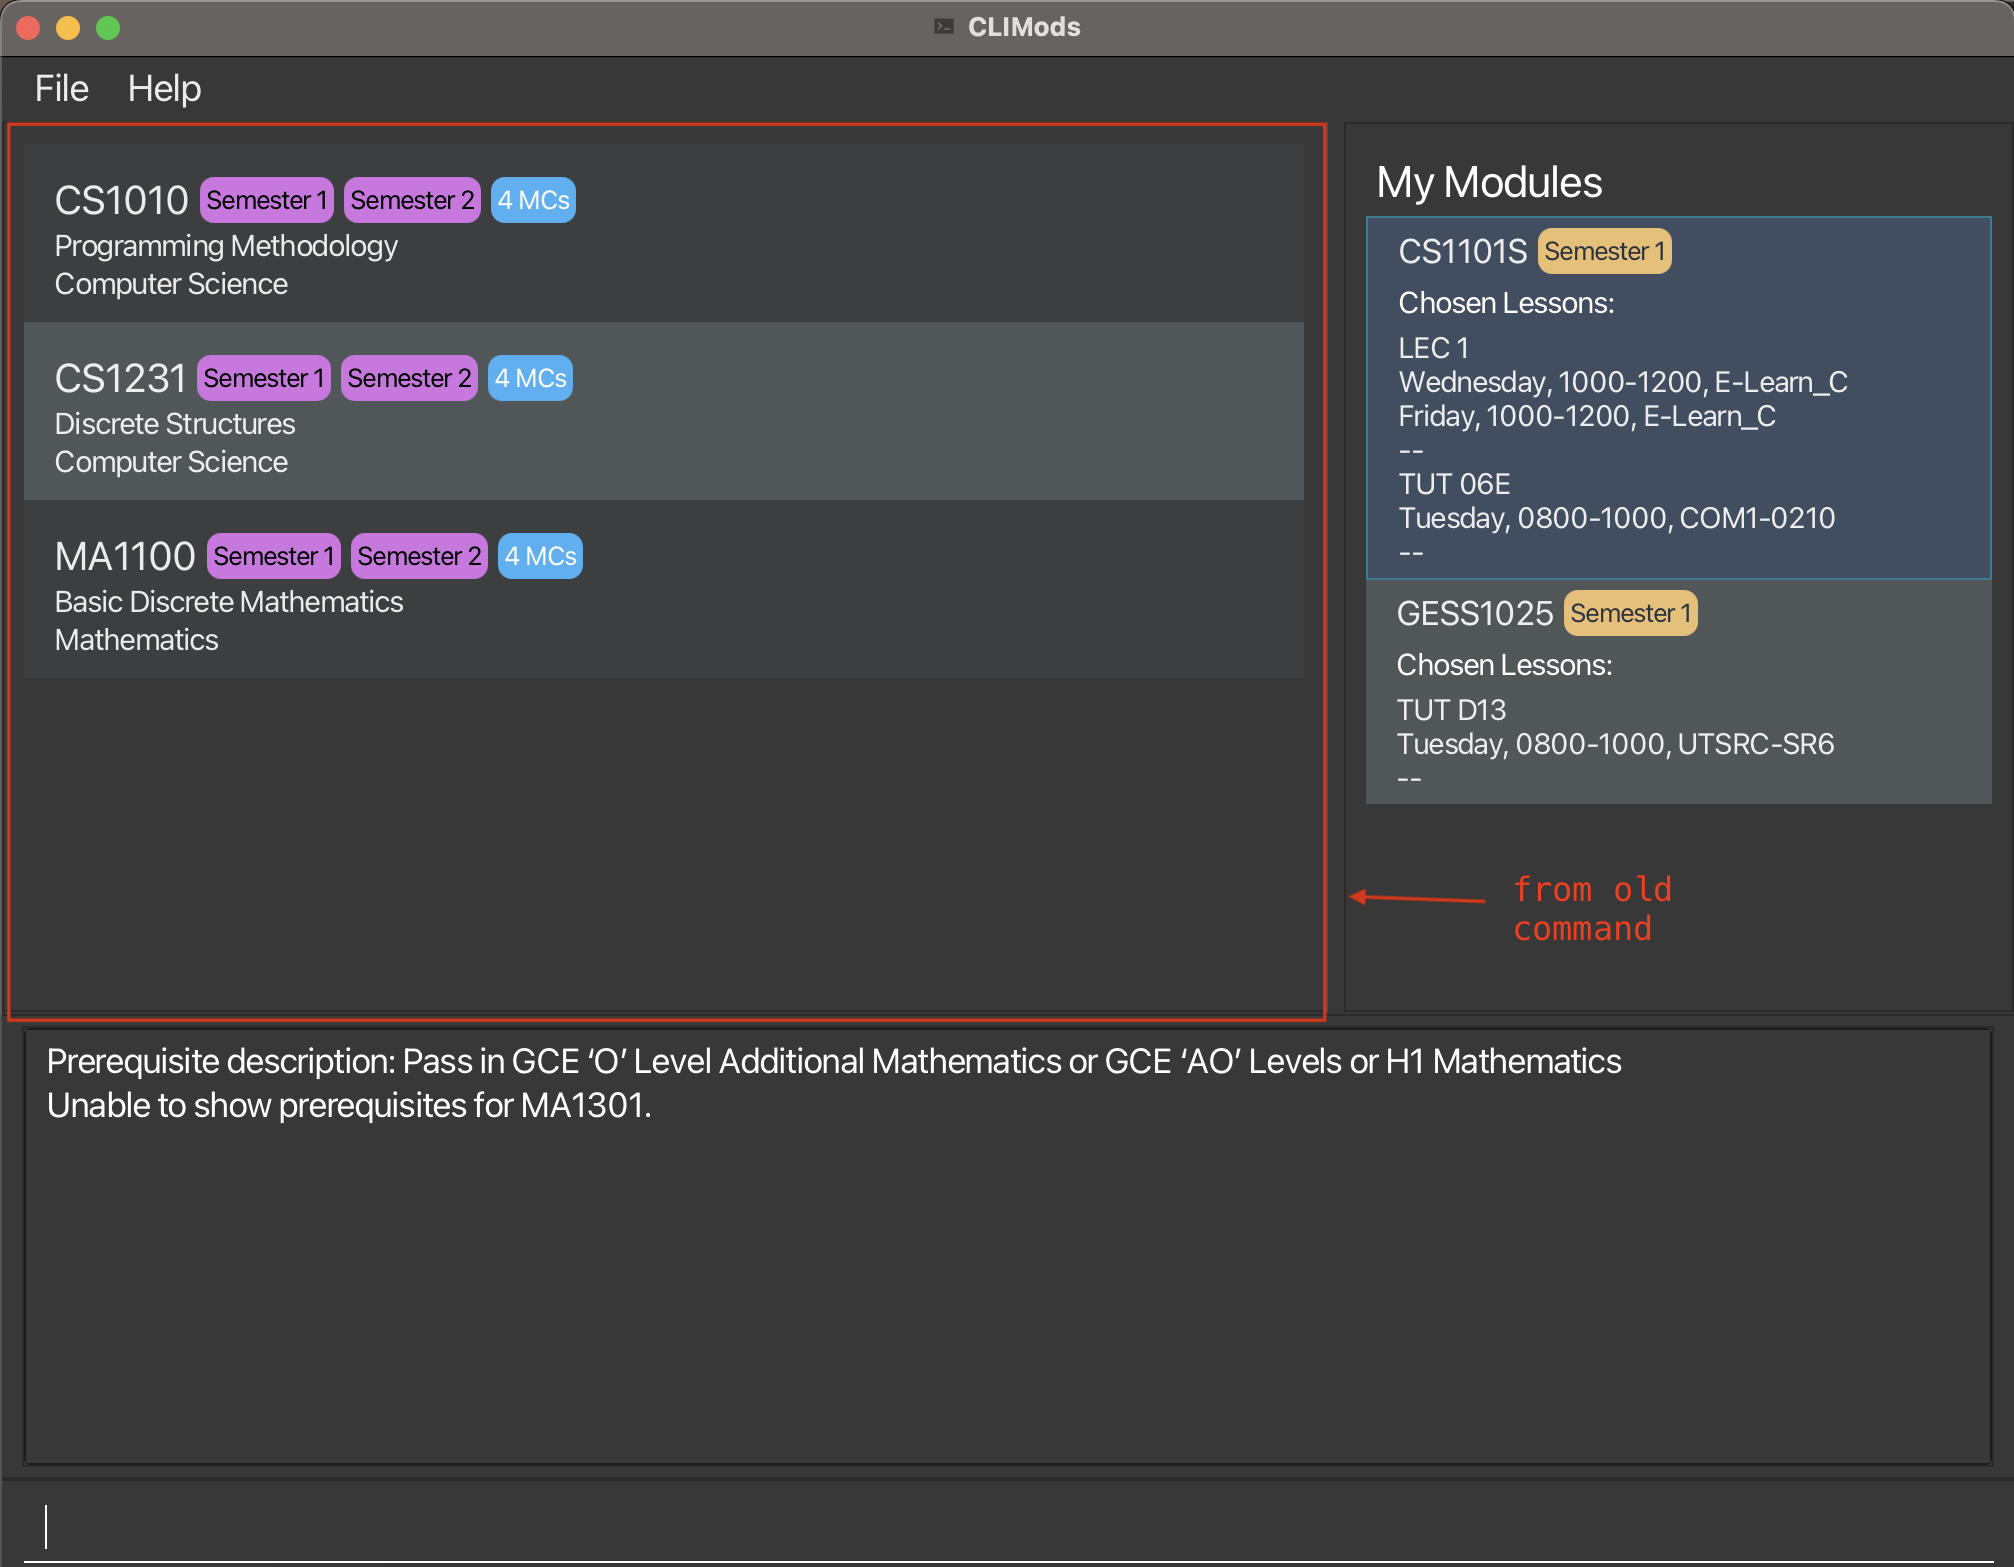 CLIMods
File Help
CS1010 Semester 1 Semester 2 4 MCs
Programming Methodology
Computer Science
CS1231 Semester 1 Semester 2 4 MCs
Discrete Structures
Computer Science
MA1100 Semester 1 Semester 2 4 MCs
Basic Discrete Mathematics
Mathematics
My Modules
CS1101S Semester 1
Chosen Lessons:
LEC 1
Wednesday, 1000-1200, E-Learn_C
Friday, 1000-1200, E-Learn_C
--
TUT 06E
Tuesday, 0800-1000, COM1-0210
--
GESS1025 Semester 1
Chosen Lessons:
TUT D13
Tuesday, 0800-1000, UTSRC-SR6
--
from old
command
Prerequisite description: Pass in GCE ‘O’ Level Additional Mathematics or GCE ‘AO’ Levels or H1 Mathematics
Unable to show prerequisites for MA1301.